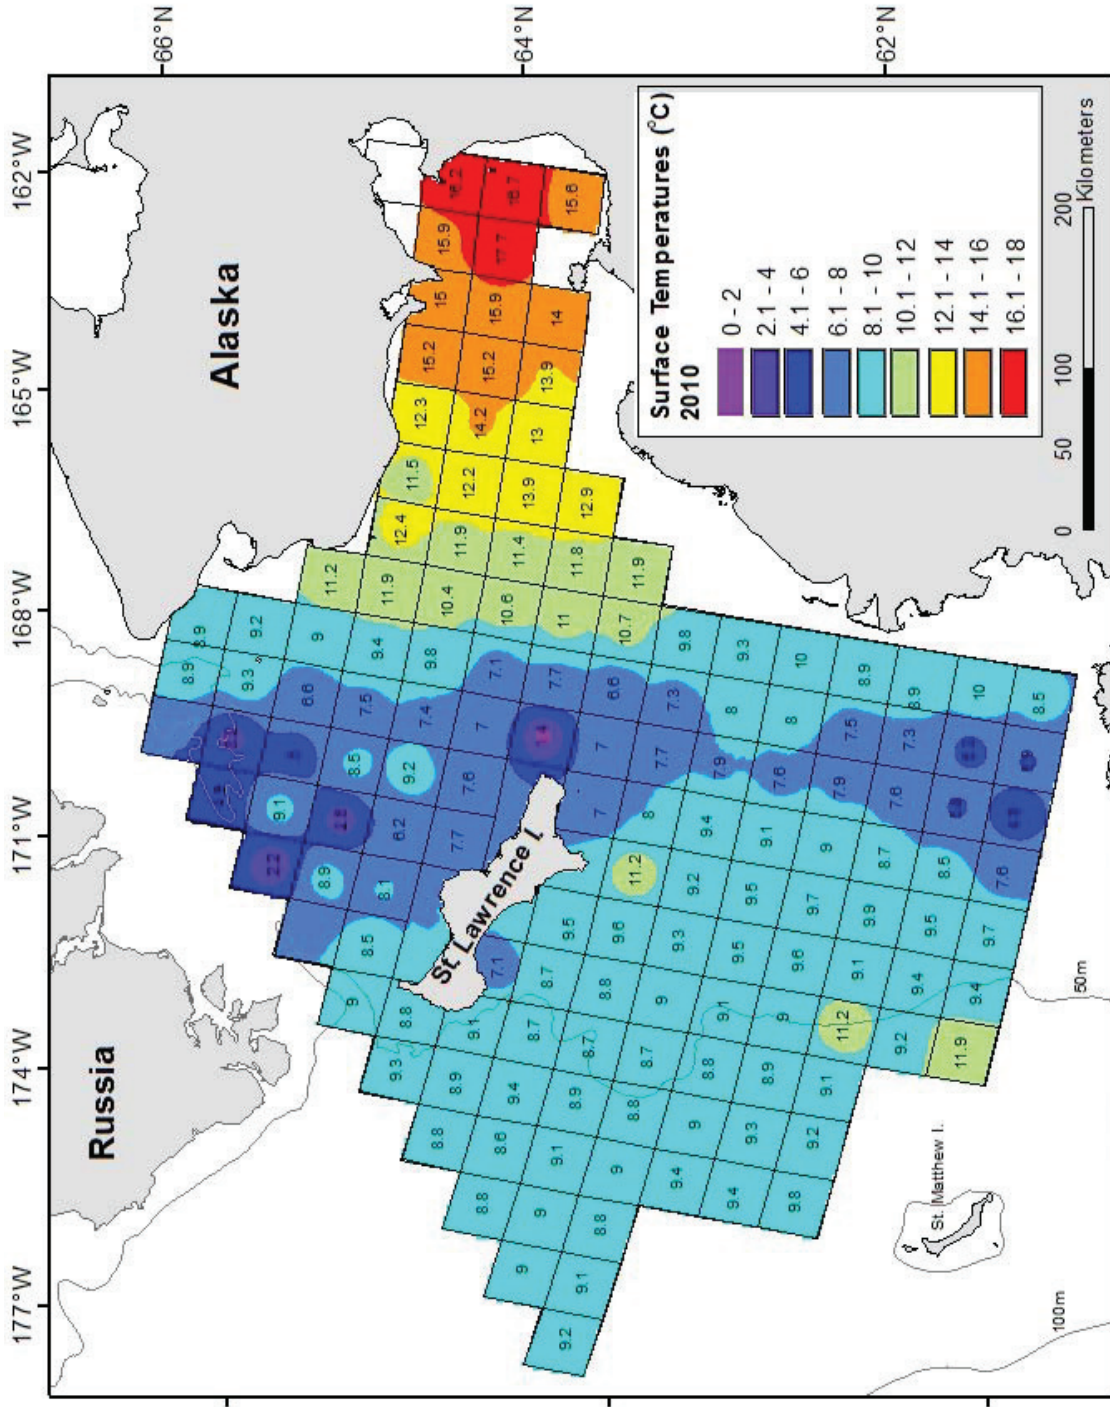 177°W 174°W 171°W 168°W 165°W 162°W
66°N
64°N
62°N
Russia
Alaska
8.9 8.9
2.2 9.1 9.3 9.2
8.9 8.5 6.6 9 11.2
9 8.5 8.1 6.2 9.2 7.5 9.4 11.9 12.4 11.5 12.3 15.2 15 15.9 16.2
9.3 8.8 7.7 7.6 7.4 9.8 10.4 11.9 12.2 14.2 15.2 15.9 17.7 16.7
8.8 8.9 9.1 7.1 7 7.1 10.6 11.4 13.9 13 13.9 14 15.6
St. Lawrence I.
8.8 8.6 9.4 8.7 8.7 9.5 7.7 11 11.8 12.9
9 9 9.1 8.9 8.7 8.8 9.6 11.2 7 7 6.6 10.7 11.9
9.2 9.1 8.8 9 8.8 8.7 9 9.3 9.2 8 7.7 7.3 9.8
9.4 9 8.8 9.1 9.5 9.5 9.4 7.9 8 9.3
9.4 9.3 8.9 9 9.6 9.7 9.1 7.6 8 10
9.8 9.2 9.1 11.2 9.1 9.9 9 7.9 7.5 8.9
9.2 9.4 9.5 8.7 7.6 7.3 8.9
11.9 9.4 9.7 8.5 10
7.6 8.5
St. Matthew I.
100m
50m
Surface Temperatures (°C)
2010
0 - 2
2.1 - 4
4.1 - 6
6.1 - 8
8.1 - 10
10.1 - 12
12.1 - 14
14.1 - 16
16.1 - 18
0 50 100 200
Kilometers